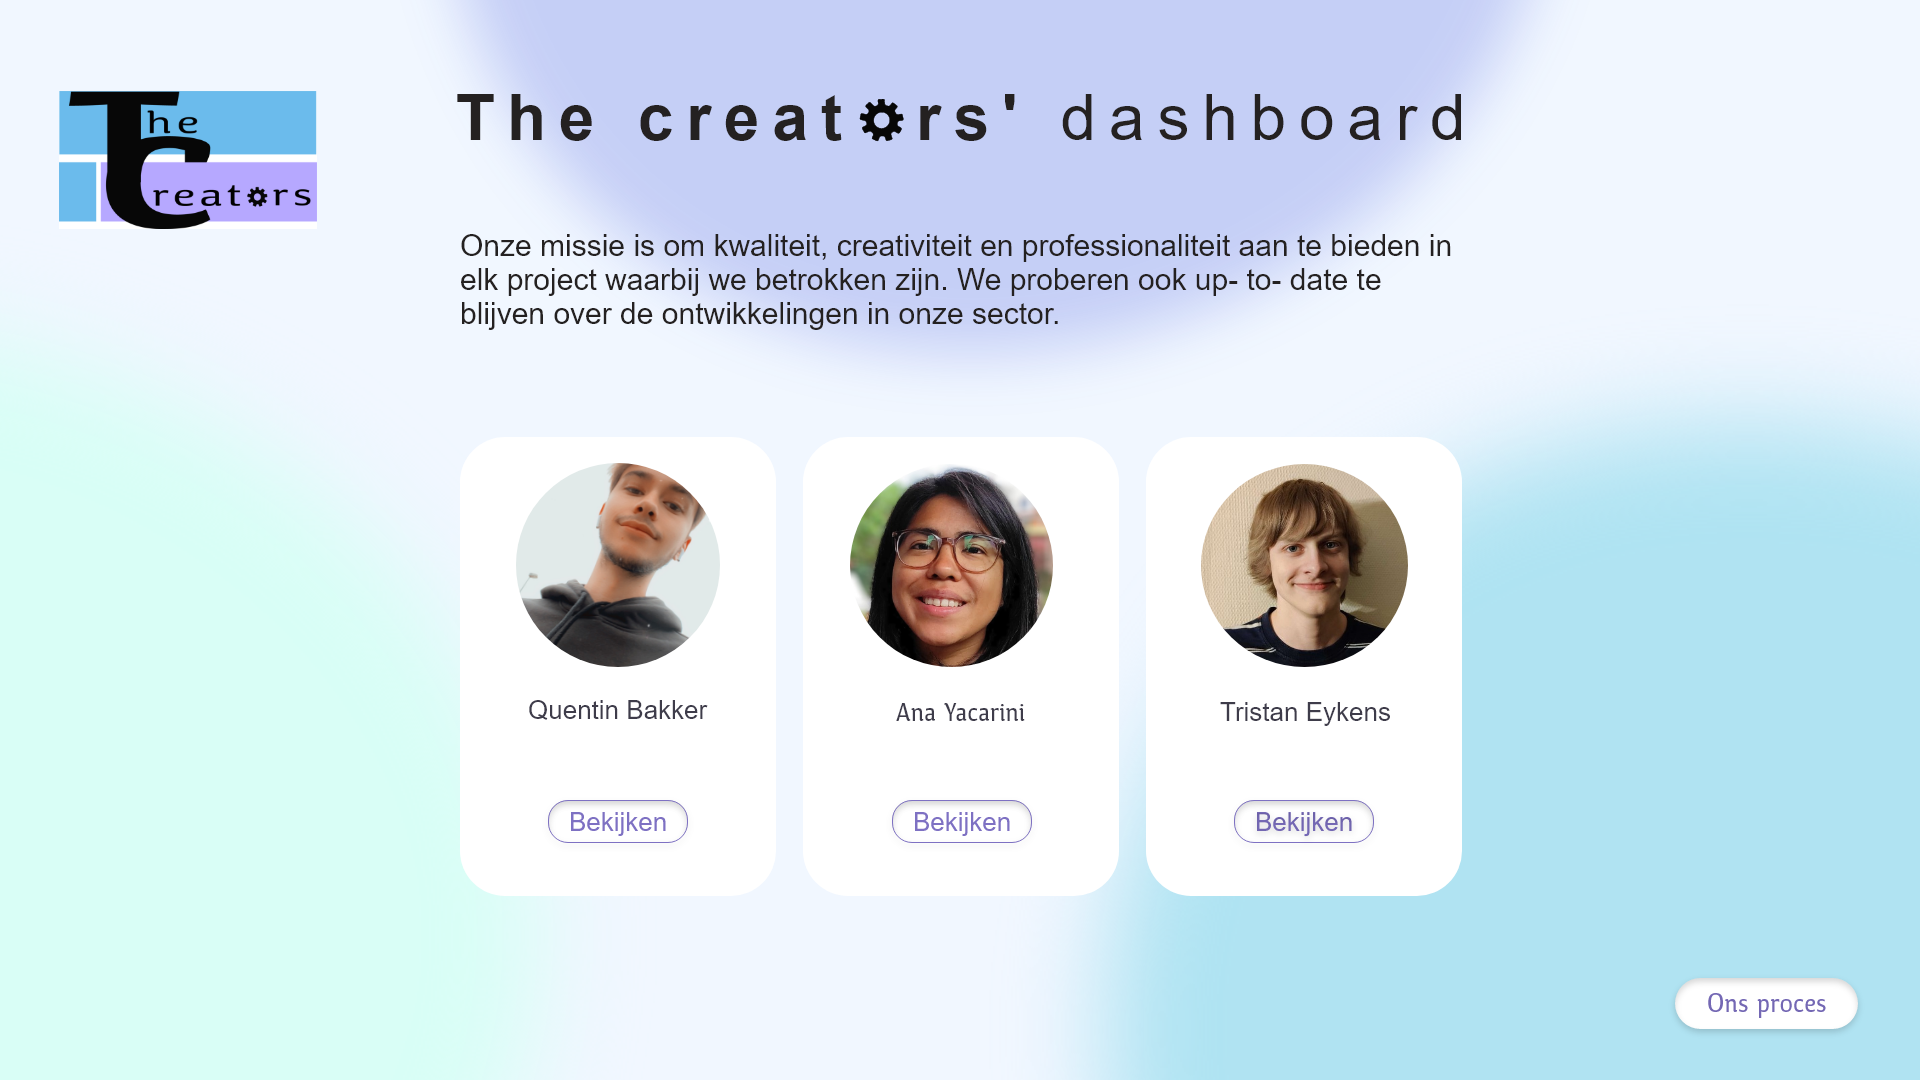 The Creators
The creators' dashboard
Onze missie is om kwaliteit, creativiteit en professionaliteit aan te bieden in
elk project waarbij we betrokken zijn. We proberen ook up- to- date te
blijven over de ontwikkelingen in onze sector.
Quentin Bakker
Ana Yacarini
Tristan Eykens
Bekijken
Bekijken
Bekijken
Ons proces